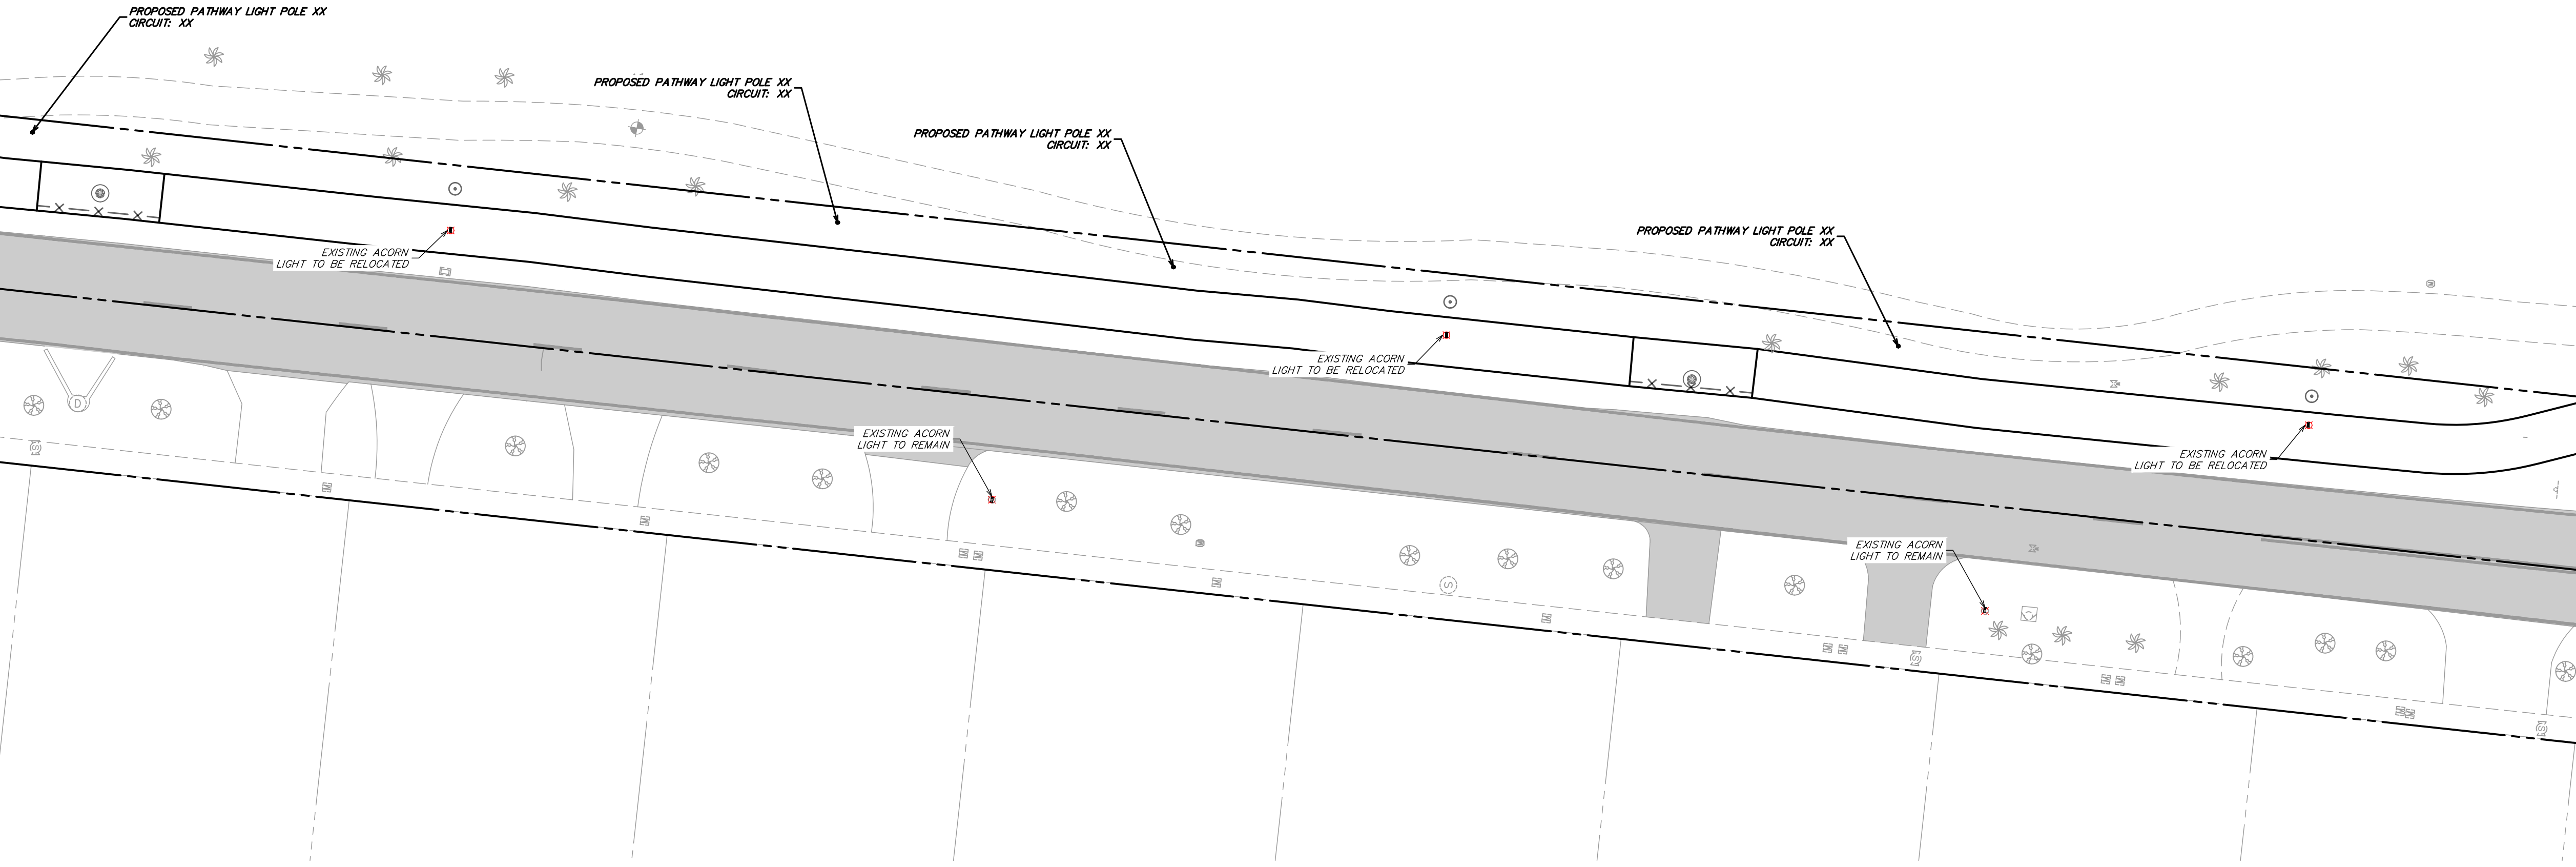 PROPOSED PATHWAY LIGHT POLE XX
CIRCUIT: XX
PROPOSED PATHWAY LIGHT POLE XX
CIRCUIT: XX
PROPOSED PATHWAY LIGHT POLE XX
CIRCUIT: XX
PROPOSED PATHWAY LIGHT POLE XX
CIRCUIT: XX
EXISTING ACORN
LIGHT TO BE RELOCATED
EXISTING ACORN
LIGHT TO BE RELOCATED
EXISTING ACORN
LIGHT TO BE RELOCATED
EXISTING ACORN
LIGHT TO REMAIN
EXISTING ACORN
LIGHT TO REMAIN
D
S
S
S
S